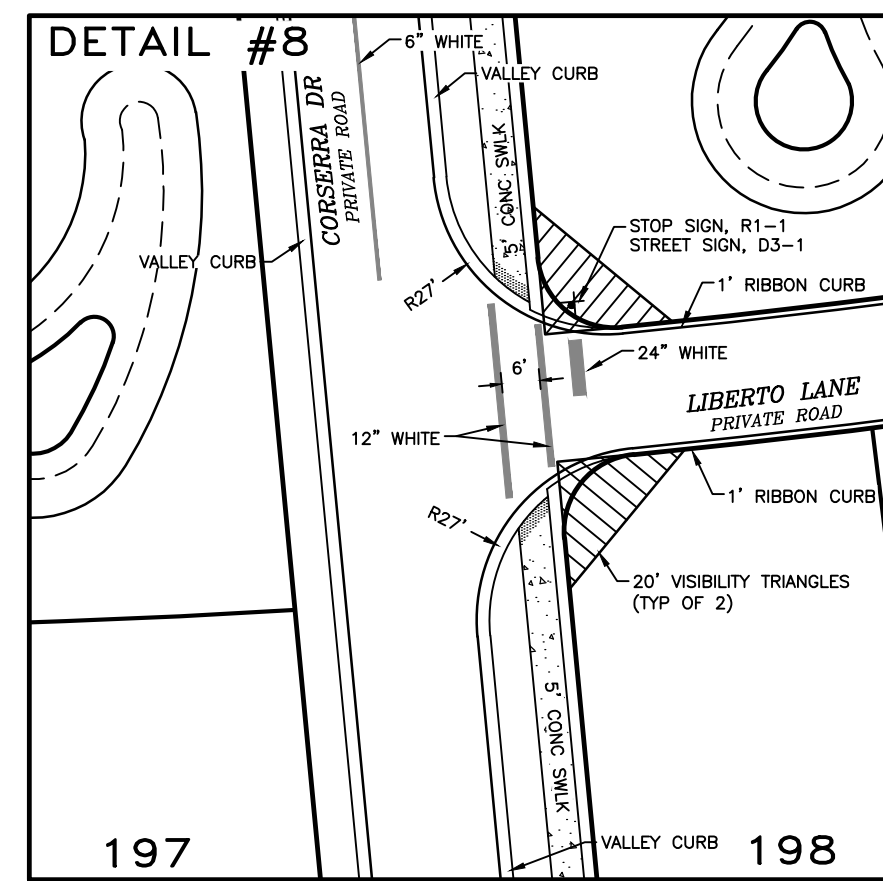 DETAIL #8
6" WHITE
VALLEY CURB
CORSERRA DR
PRIVATE ROAD
5' CONC SWLK
STOP SIGN, R1-1
STREET SIGN, D3-1
VALLEY CURB
R27'
1' RIBBON CURB
6'
24" WHITE
LIBERTO LANE
PRIVATE ROAD
12" WHITE
1' RIBBON CURB
R27'
20' VISIBILITY TRIANGLES
(TYP OF 2)
5' CONC SWLK
197
VALLEY CURB
198